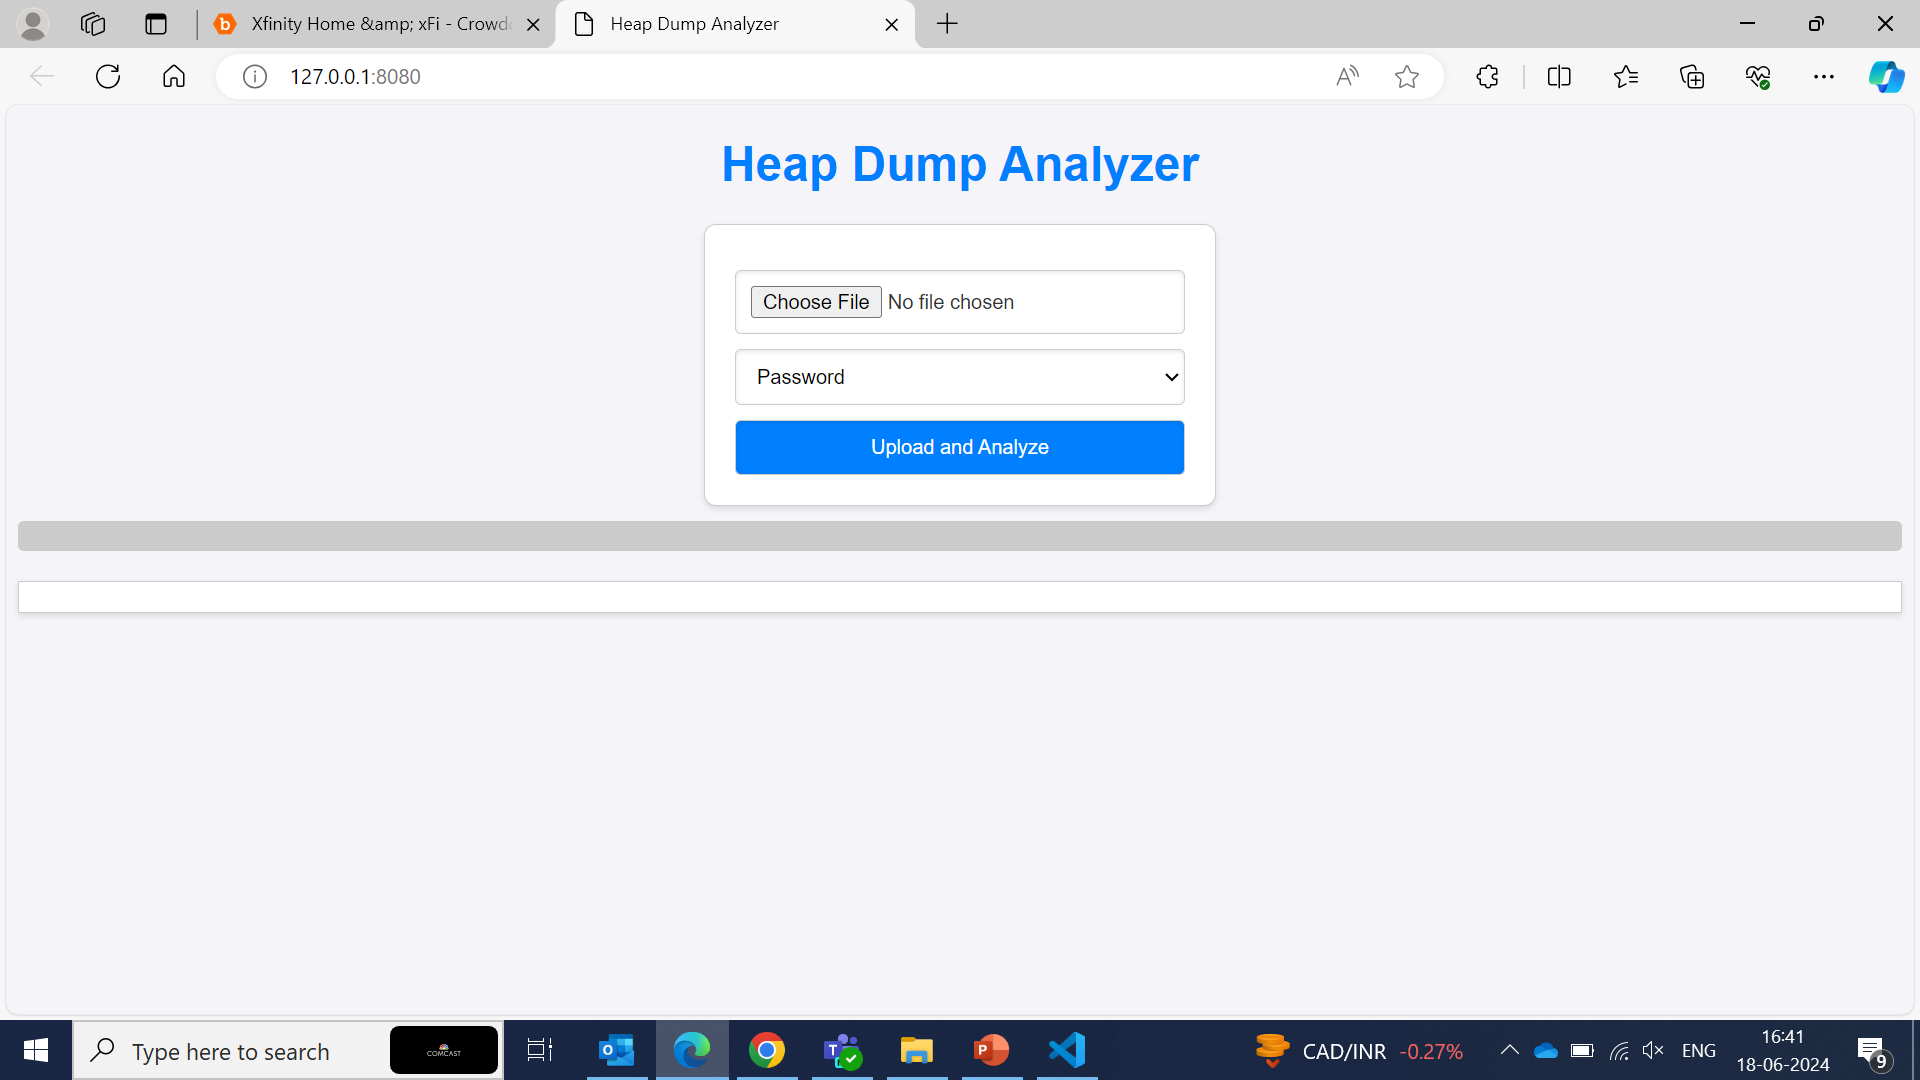 Xfinity Home &amp; xFi - Crowd
Heap Dump Analyzer
127.0.0.1:8080
Heap Dump Analyzer
Choose File No file chosen
Password
Upload and Analyze
Type here to search
COMCAST
CAD/INR -0.27%
ENG
16:41
18-06-2024
9